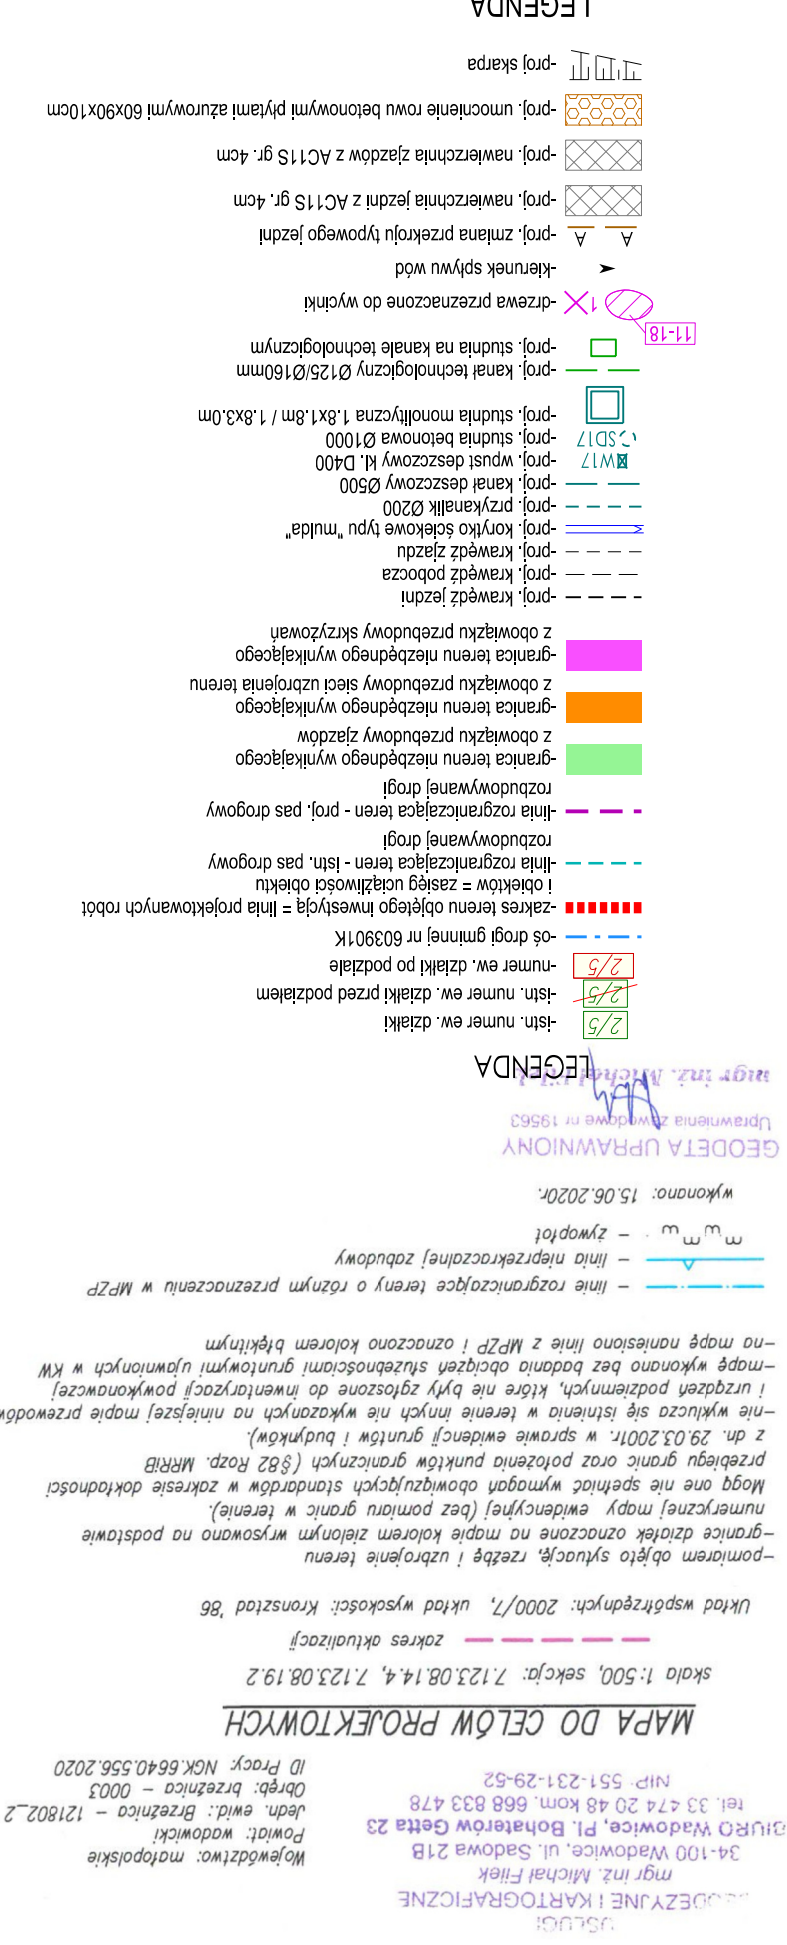 USŁUGI
GEODEZYJNE I KARTOGRAFICZNE
mgr inż. Michał Filek
34-100 Wadowice, ul. Sadowa 21B
BIURO Wadowice, Pl. Bohaterów Getta 23
tel. 33 474 20 48 kom. 668 833 478
NIP: 551-231-29-52
Województwo: małopolskie
Powiat: wadowicki
Jedn. ewid.: Brzeźnica – 121802_2
Obręb: brzeźnica – 0003
ID Pracy: NGK.6640.556.2020
MAPA DO CELÓW PROJEKTOWYCH
skala 1:500, sekcja: 7.123.08.14.4, 7.123.08.19.2
zakres aktualizacji
Układ współrzędnych: 2000/7, układ wysokości: Kronsztad '86
–pomiarem objęto sytuację, rzeźbę i uzbrojenie terenu
–granice działek oznaczone na mapie kolorem zielonym wrysowano na podstawie
numerycznej mapy ewidencyjnej (bez pomiaru granic w terenie).
Mogą one nie spełniać wymagań obowiązujących standardów w zakresie dokładności
przebiegu granic oraz położenia punktów granicznych (§82 Rozp. MRRiB
z dn. 29.03.2001r. w sprawie ewidencji gruntów i budynków).
–nie wyklucza się istnienia w terenie innych nie wykazanych na niniejszej mapie przewodów
i urządzeń podziemnych, które nie były zgłoszone do inwentaryzacji powykonawczej
–mapę wykonano bez badania obciążeń służebnościami gruntowymi ujawnionych w KW
–na mapę naniesiono linie z MPZP i oznaczono kolorem błękitnym
– linie rozgraniczające tereny o różnym przeznaczeniu w MPZP
– linia nieprzekraczalnej zabudowy
– żywopłot
wykonano: 15.06.2020r.
GEODETA UPRAWNIONY
Uprawnienia zawodowe nr 19563
mgr inż. Michał Filek
LEGENDA
2/5 -istn. numer ew. działki
2/5 -istn. numer ew. działki przed podziałem
2/5 -numer ew. działki po podziale
-oś drogi gminnej nr 603901K
-zakres terenu objętego inwestycją = linia projektowanych robót
i obiektów = zasięg uciążliwości obiektu
-linia rozgraniczająca teren - istn. pas drogowy
rozbudowywanej drogi
-linia rozgraniczająca teren - proj. pas drogowy
rozbudowywanej drogi
-granica terenu niezbędnego wynikającego
z obowiązku przebudowy zjazdów
-granica terenu niezbędnego wynikającego
z obowiązku przebudowy sieci uzbrojenia terenu
-granica terenu niezbędnego wynikającego
z obowiązku przebudowy skrzyżowań
-proj. krawędź jezdni
-proj. krawędź pobocza
-proj. krawędź zjazdu
-proj. korytko ściekowe typu "mulda"
-proj. przykanalik Ø200
-proj. kanał deszczowy Ø500
W17 -proj. wpust deszczowy kl. D400
SD17 -proj. studnia betonowa Ø1000
-proj. studnia monolityczna 1.8x1.8m / 1.8x3.0m
-proj. kanał technologiczny Ø125/Ø160mm
-proj. studnia na kanale technologicznym
11-18
1 -drzewa przeznaczone do wycinki
-kierunek spływu wód
A A -proj. zmiana przekroju typowego jezdni
-proj. nawierzchnia jezdni z AC11S gr. 4cm
-proj. nawierzchnia zjazdów z AC11S gr. 4cm
-proj. umocnienie rowu betonowymi płytami ażurowymi 60x90x10cm
-proj skarpa
LEGENDA